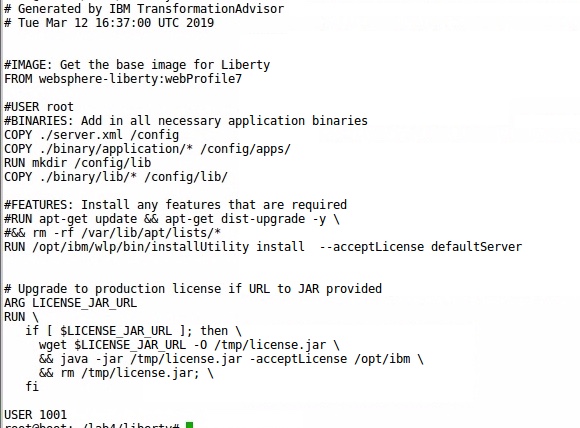 # Generated by IBM TransformationAdvisor
# Tue Mar 12 16:37:00 UTC 2019
#IMAGE: Get the base image for Liberty
FROM websphere-liberty:webProfile7
#USER root
#BINARIES: Add in all necessary application binaries
COPY ./server.xml /config
COPY ./binary/application/* /config/apps/
RUN mkdir /config/lib
COPY ./binary/lib/* /config/lib/
#FEATURES: Install any features that are required
#RUN apt-get update && apt-get dist-upgrade -y \
#&& rm -rf /var/lib/apt/lists/*
RUN /opt/ibm/wlp/bin/installUtility install  --acceptLicense defaultServer
# Upgrade to production license if URL to JAR provided
ARG LICENSE_JAR_URL
RUN \
   if [ $LICENSE_JAR_URL ]; then \
     wget $LICENSE_JAR_URL -O /tmp/license.jar \
     && java -jar /tmp/license.jar -acceptLicense /opt/ibm \
     && rm /tmp/license.jar; \
   fi
USER 1001